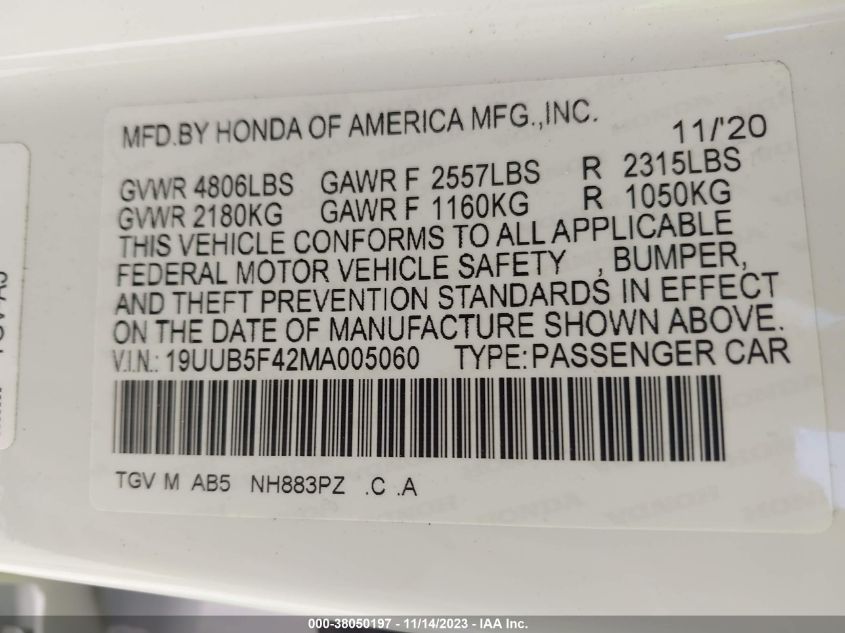 MFD.BY HONDA OF AMERICA MFG.,INC.
11/'20
GVWR 4806LBS GAWR F 2557LBS R 2315LBS
GVWR 2180KG GAWR F 1160KG R 1050KG
THIS VEHICLE CONFORMS TO ALL APPLICABLE
FEDERAL MOTOR VEHICLE SAFETY , BUMPER,
AND THEFT PREVENTION STANDARDS IN EFFECT
ON THE DATE OF MANUFACTURE SHOWN ABOVE.
V.I.N.: 19UUB5F42MA005060 TYPE:PASSENGER CAR
TGV M AB5 NH883PZ .C .A
000-38050197 - 11/14/2023 - IAA Inc.